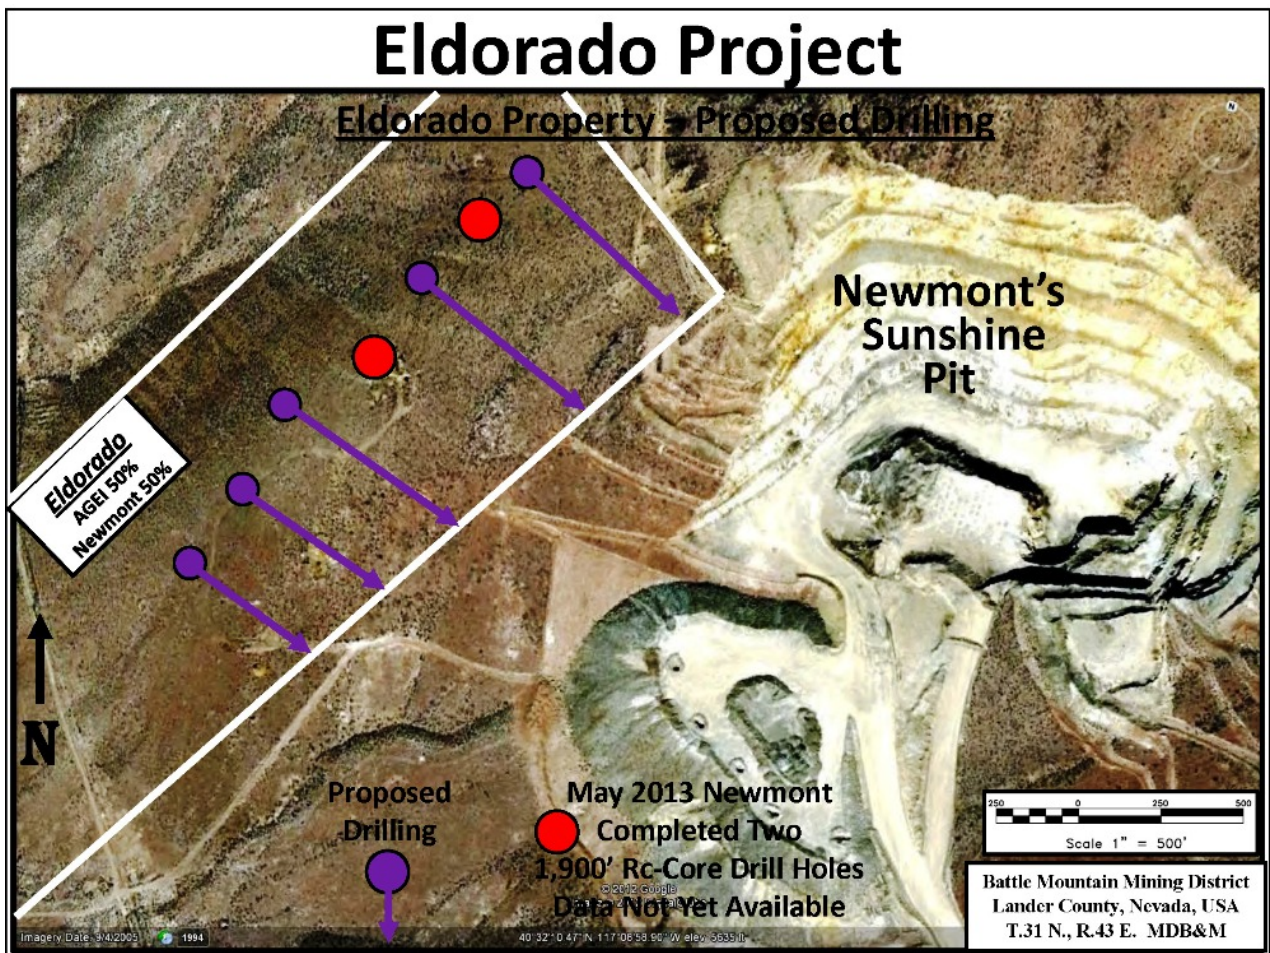 Eldorado Project
Eldorado Property – Proposed Drilling
N
Newmont's
Sunshine
Pit
Eldorado
AGEI 50%
Newmont 50%
N
Proposed
Drilling
May 2013 Newmont
Completed Two
1,900' Rc-Core Drill Holes
Data Not Yet Available
© 2012 Google
250 0 250 500
Scale 1" = 500'
Battle Mountain Mining District
Lander County, Nevada, USA
T.31 N., R.43 E. MDB&M
Imagery Date: 9/4/2005 1994